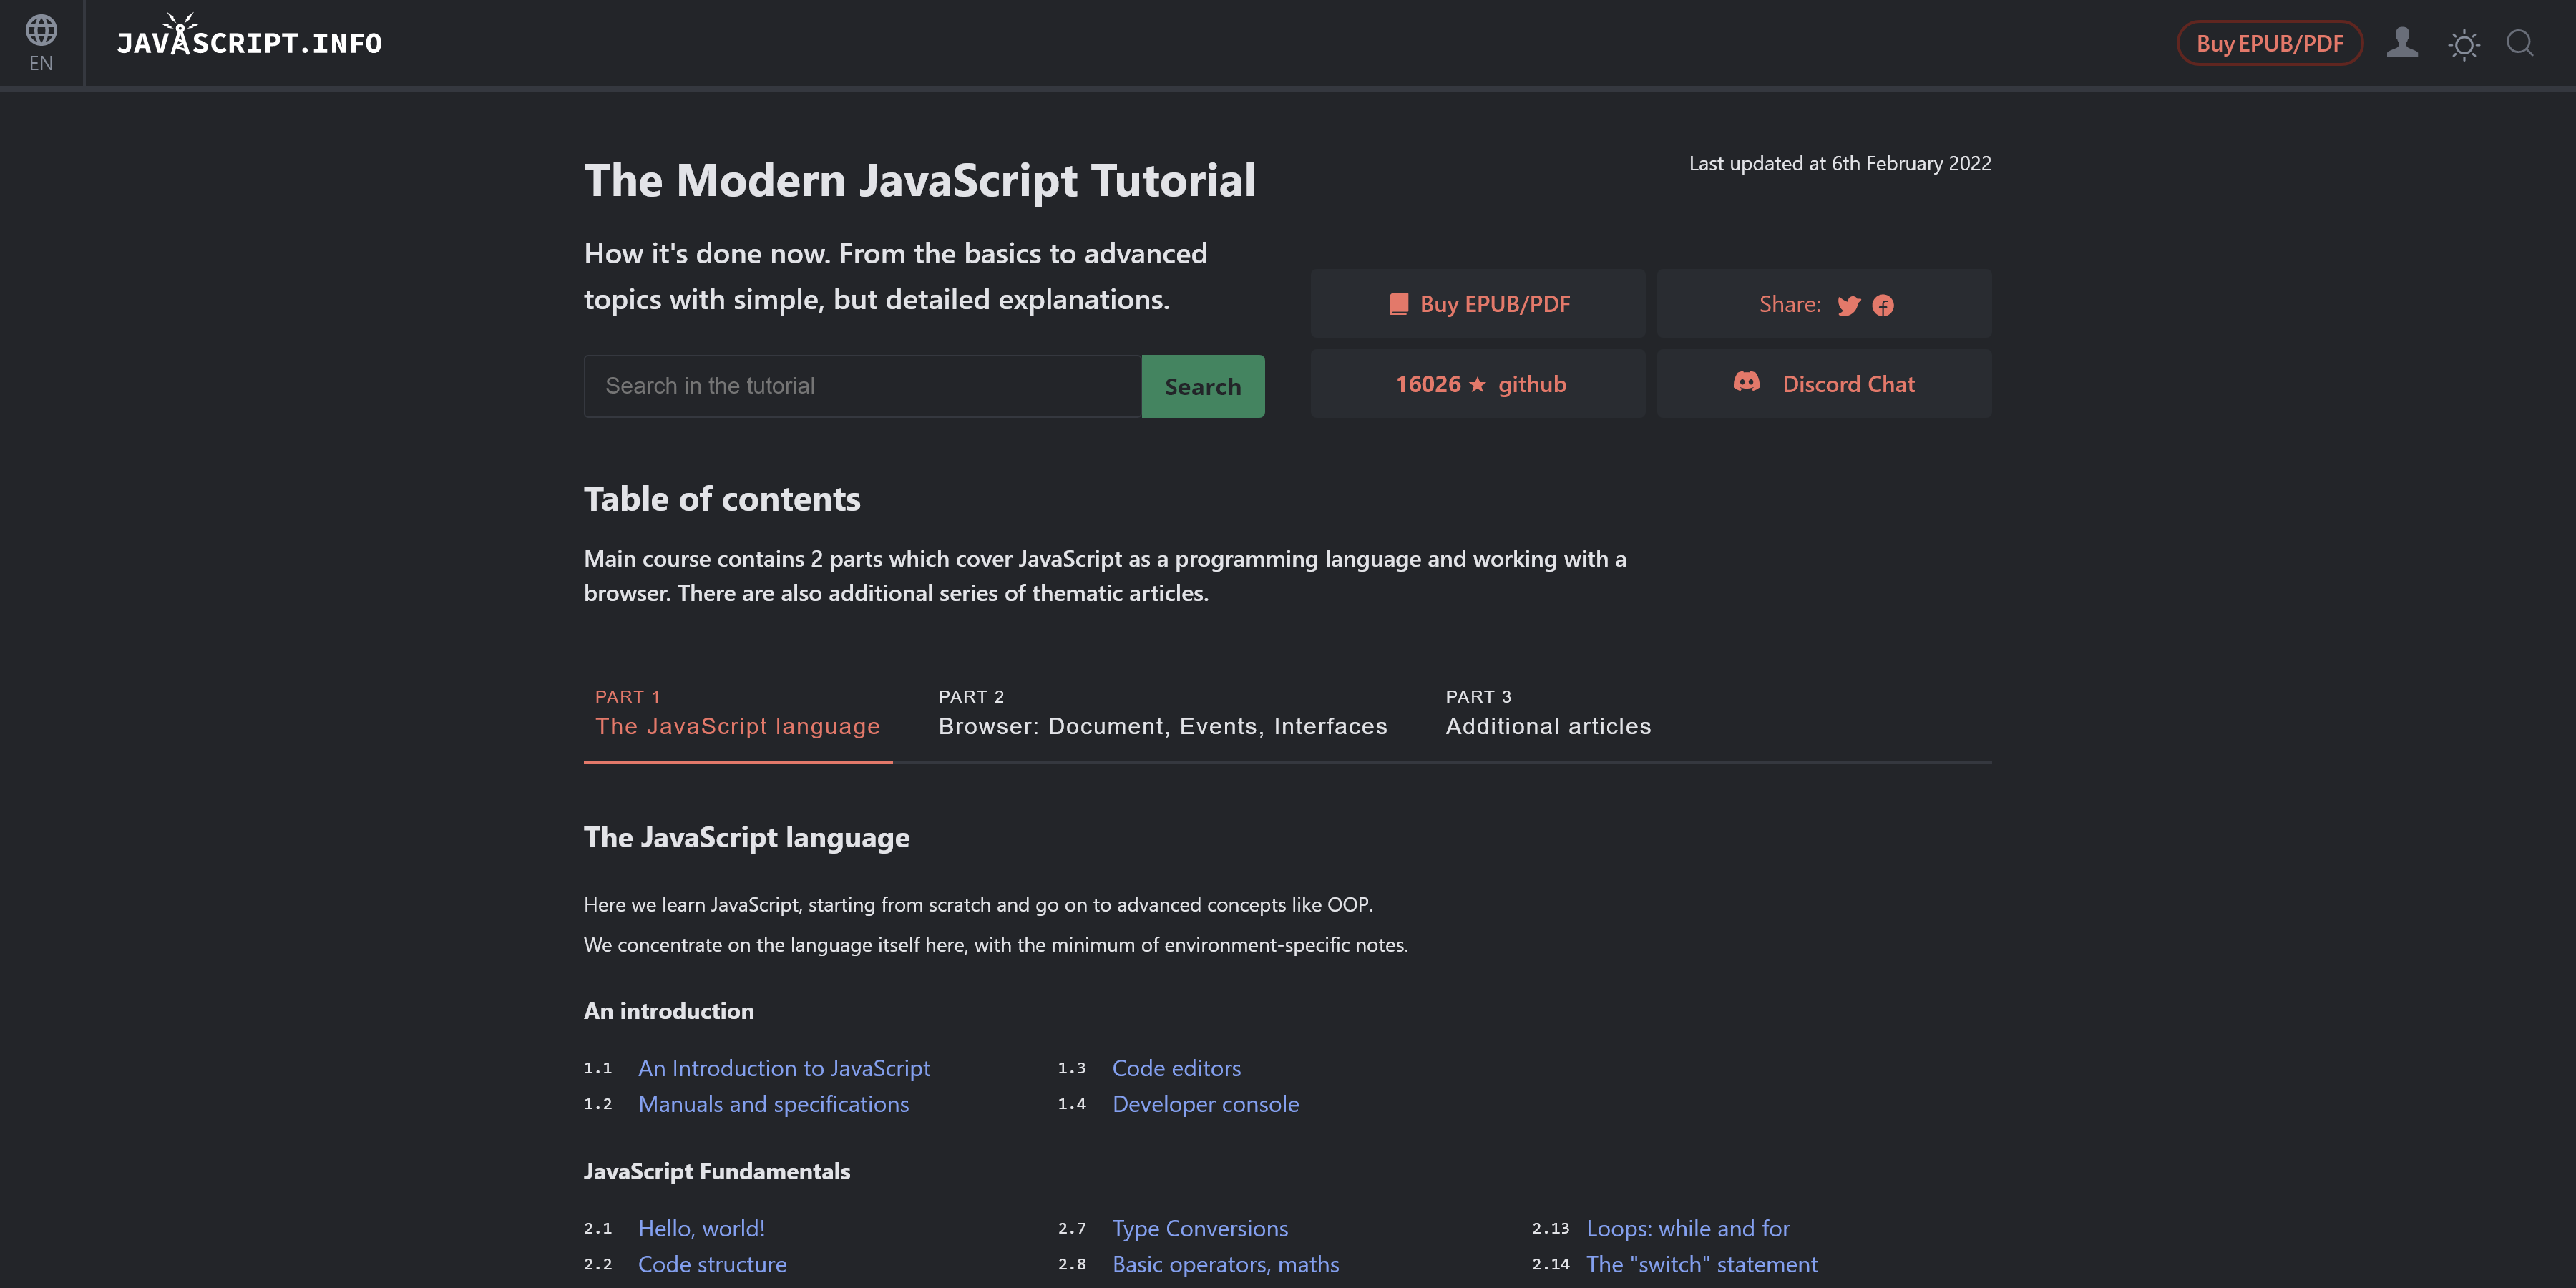 EN
JAVASCRIPT.INFO
Buy EPUB/PDF
The Modern JavaScript Tutorial
Last updated at 6th February 2022
How it's done now. From the basics to advanced
topics with simple, but detailed explanations.
Buy EPUB/PDF
Share:
Search in the tutorial
Search
16026 ★ github
Discord Chat
Table of contents
Main course contains 2 parts which cover JavaScript as a programming language and working with a
browser. There are also additional series of thematic articles.
PART 1
The JavaScript language
PART 2
Browser: Document, Events, Interfaces
PART 3
Additional articles
The JavaScript language
Here we learn JavaScript, starting from scratch and go on to advanced concepts like OOP.
We concentrate on the language itself here, with the minimum of environment-specific notes.
An introduction
1.1 An Introduction to JavaScript
1.2 Manuals and specifications
1.3 Code editors
1.4 Developer console
JavaScript Fundamentals
2.1 Hello, world!
2.2 Code structure
2.7 Type Conversions
2.8 Basic operators, maths
2.13 Loops: while and for
2.14 The "switch" statement